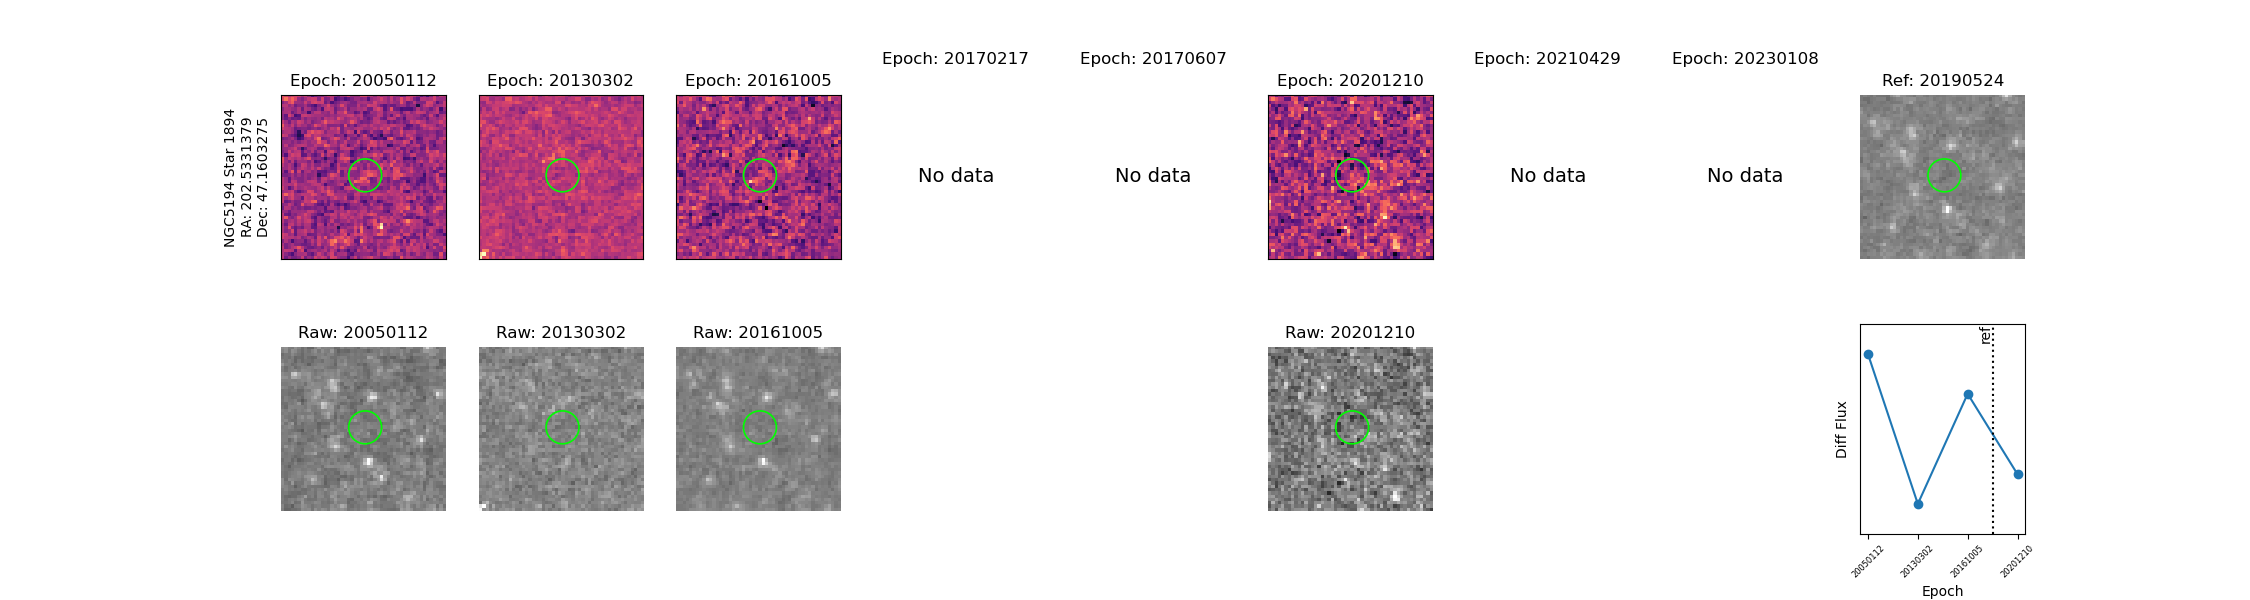 Epoch: 20170217
Epoch: 20170607
Epoch: 20210429
Epoch: 20230108
Epoch: 20050112
Epoch: 20130302
Epoch: 20161005
Epoch: 20201210
Ref: 20190524
NGC5194 Star 1894
RA: 202.5331379
Dec: 47.1603275
No data
No data
No data
No data
Raw: 20050112
Raw: 20130302
Raw: 20161005
Raw: 20201210
ref
Diff Flux
20050112
20130302
20161005
20201210
Epoch